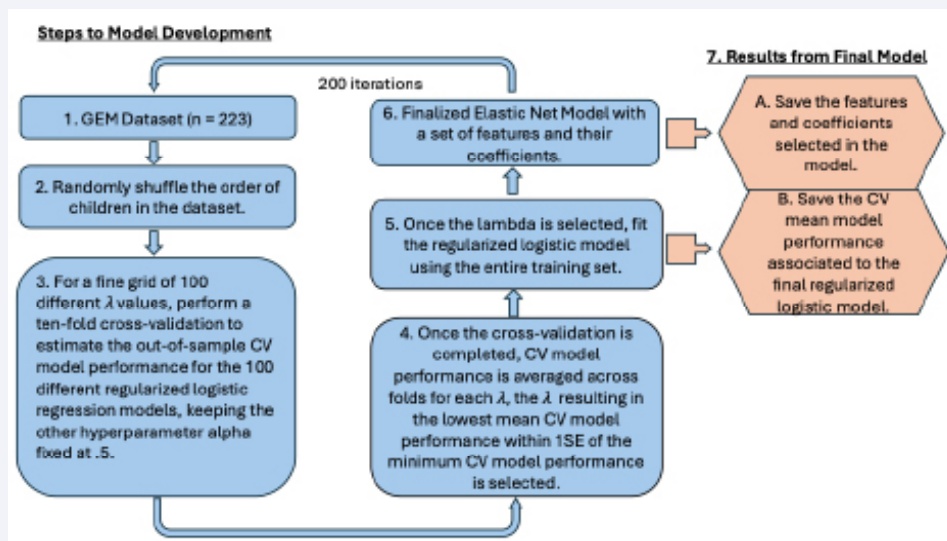 Steps to Model Development
200 iterations
1. GEM Dataset (n = 223)
2. Randomly shuffle the order of
children in the dataset.
3. For a fine grid of 100
different λ values, perform a
ten-fold cross-validation to
estimate the out-of-sample CV
model performance for the 100
different regularized logistic
regression models, keeping the
other hyperparameter alpha
fixed at .5.
4. Once the cross-validation is
completed, CV model
performance is averaged across
folds for each λ, the λ resulting
in the lowest mean CV model
performance within 1SE of the
minimum CV model performance
is selected.
5. Once the lambda is selected, fit
the regularized logistic model
using the entire training set.
6. Finalized Elastic Net Model with
a set of features and their
coefficients.
7. Results from Final Model
A. Save the features
and coefficients
selected in the
model.
B. Save the CV
mean model
performance
associated to the
final regularized
logistic model.